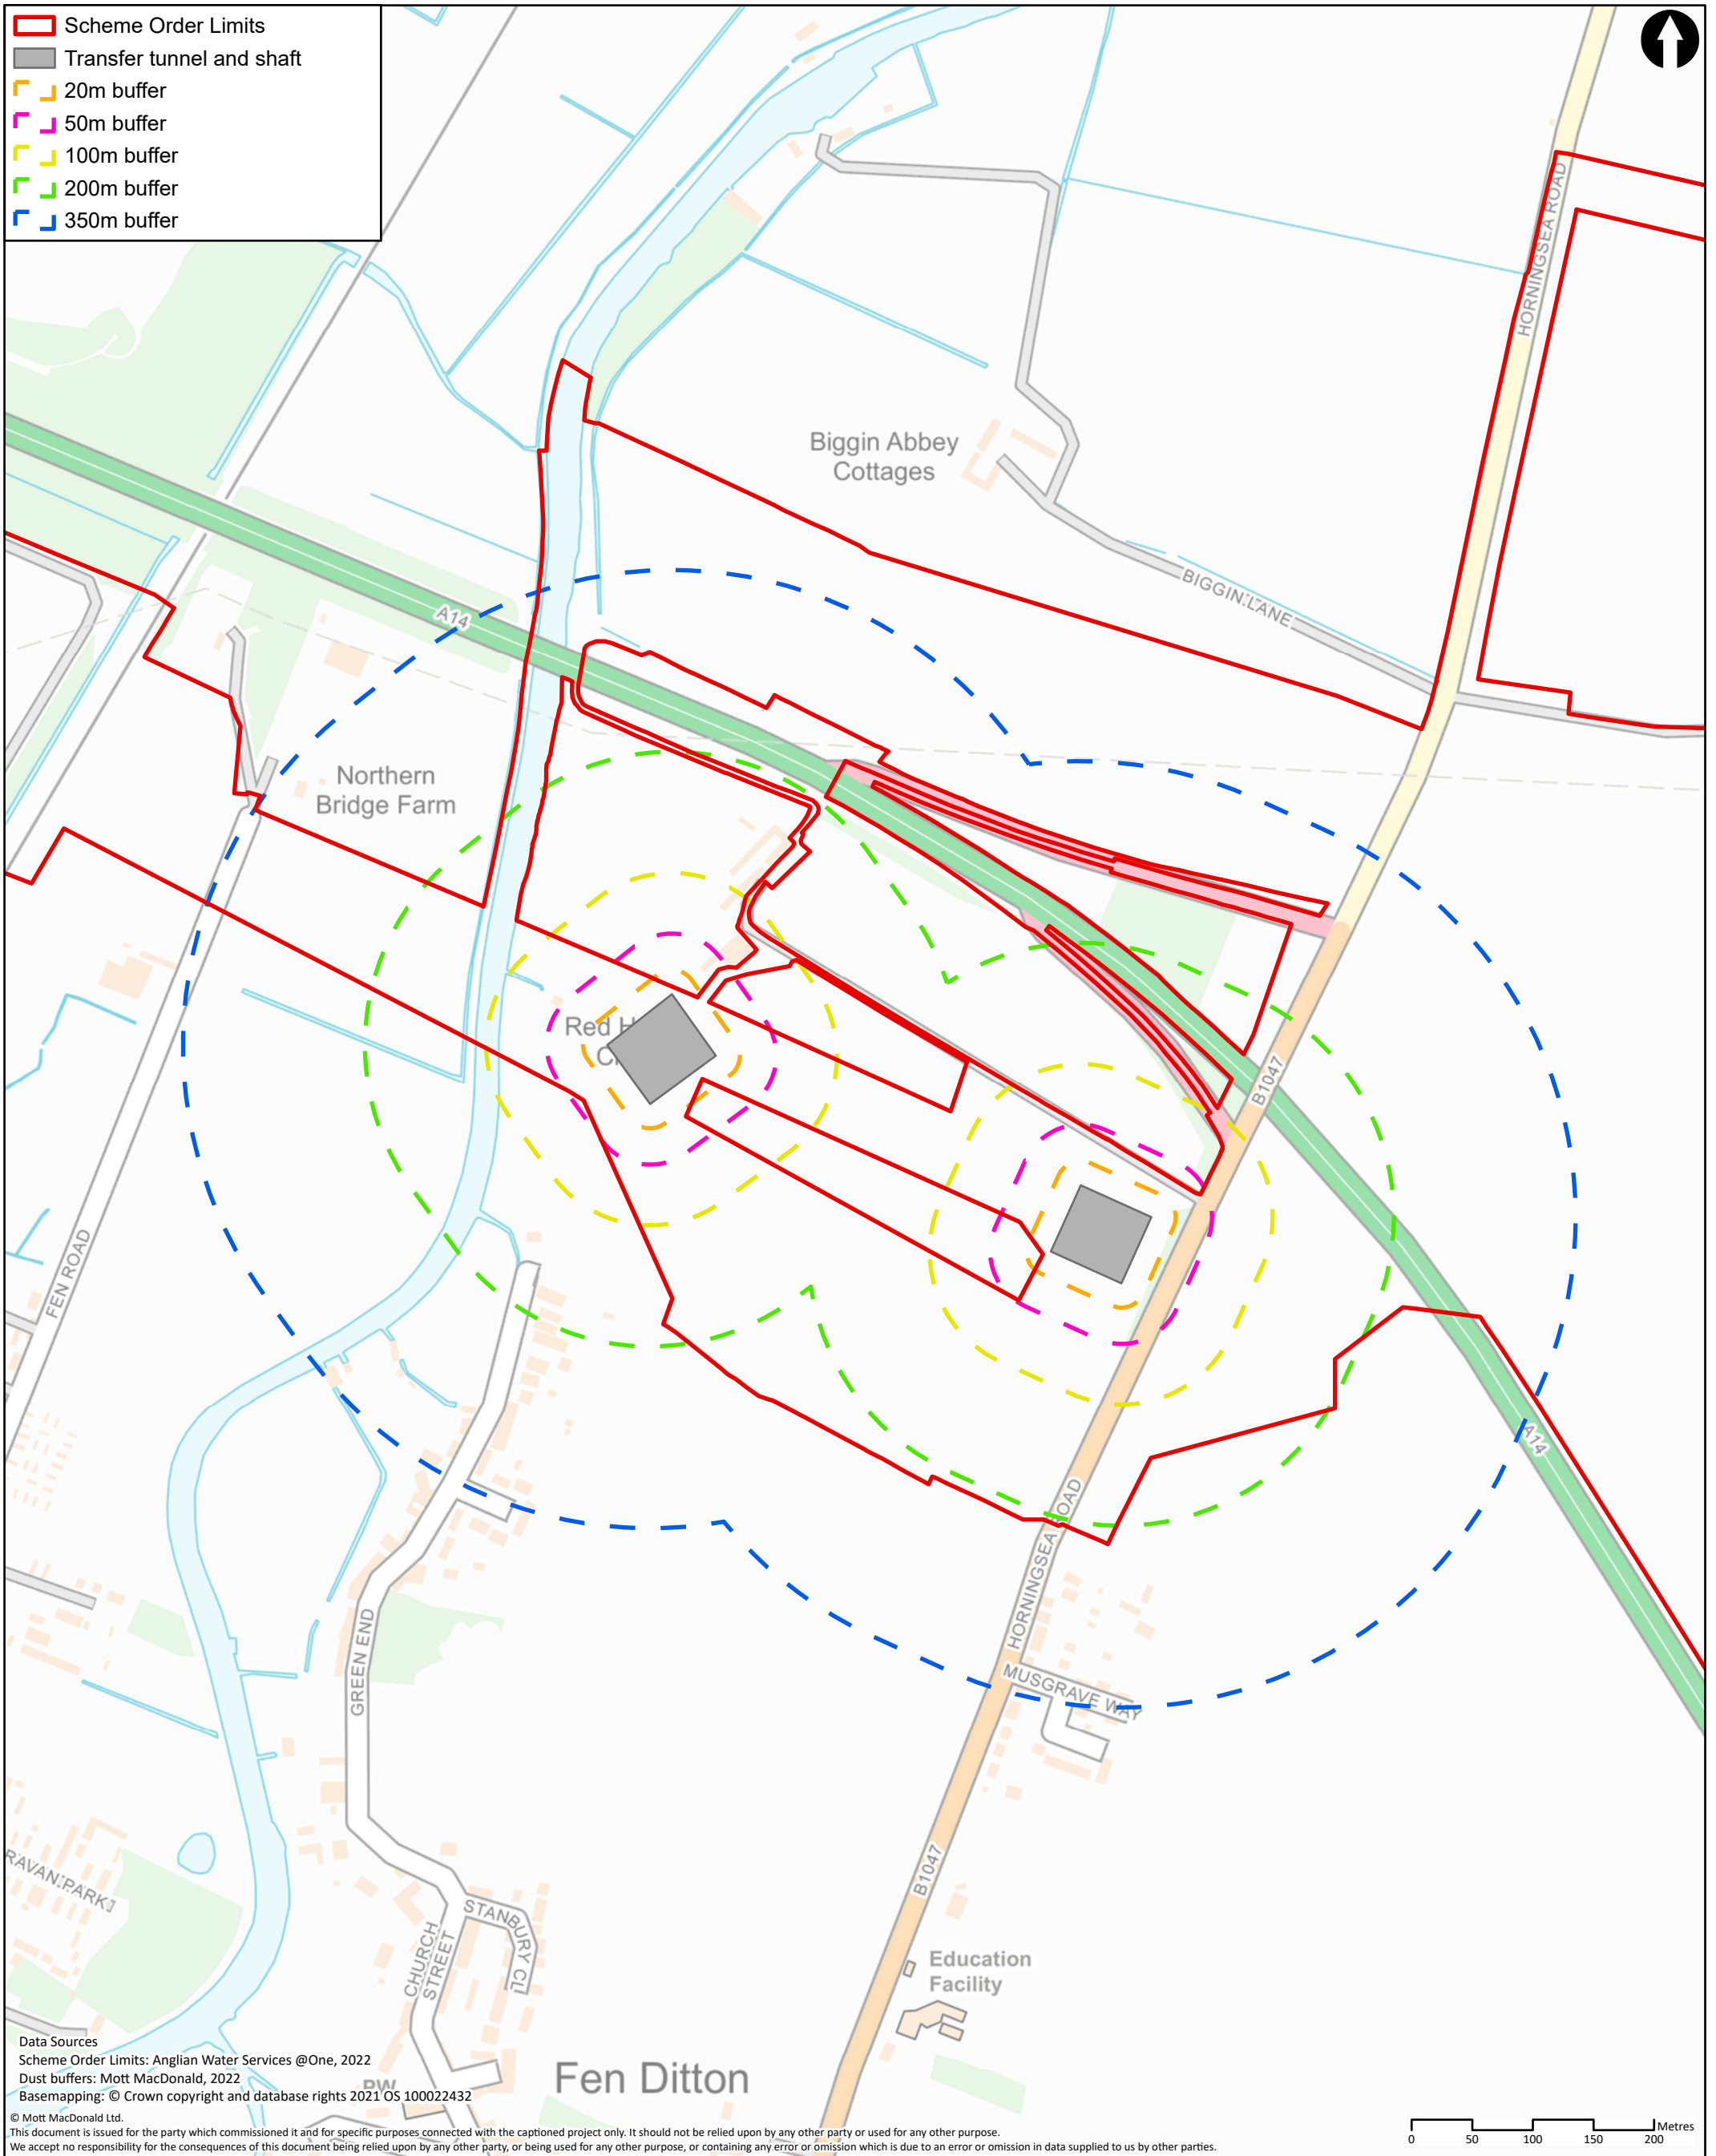 Scheme Order Limits
Transfer tunnel and shaft
20m buffer
50m buffer
100m buffer
200m buffer
350m buffer
HORNINGSEA ROAD
Biggin Abbey
Cottages
BIGGIN LANE
A14
Northern
Bridge Farm
Red H
B1047
FEN ROAD
A14
HORNINGSEA ROAD
MUSGRAVE WAY
GREEN END
B1047
RAVAN PARK
STANBURY CL
CHURCH
STREET
Education
Facility
Fen Ditton
PW
Data Sources
Scheme Order Limits: Anglian Water Services @One, 2022
Dust buffers: Mott MacDonald, 2022
Basemapping: © Crown copyright and database rights 2021 OS 100022432
© Mott MacDonald Ltd.
This document is issued for the party which commissioned it and for specific purposes connected with the captioned project only. It should not be relied upon by any other party or used for any other purpose.
We accept no responsibility for the consequences of this document being relied upon by any other party, or being used for any other purpose, or containing any error or omission which is due to an error or omission in data supplied to us by other parties.
Metres
0 50 100 150 200